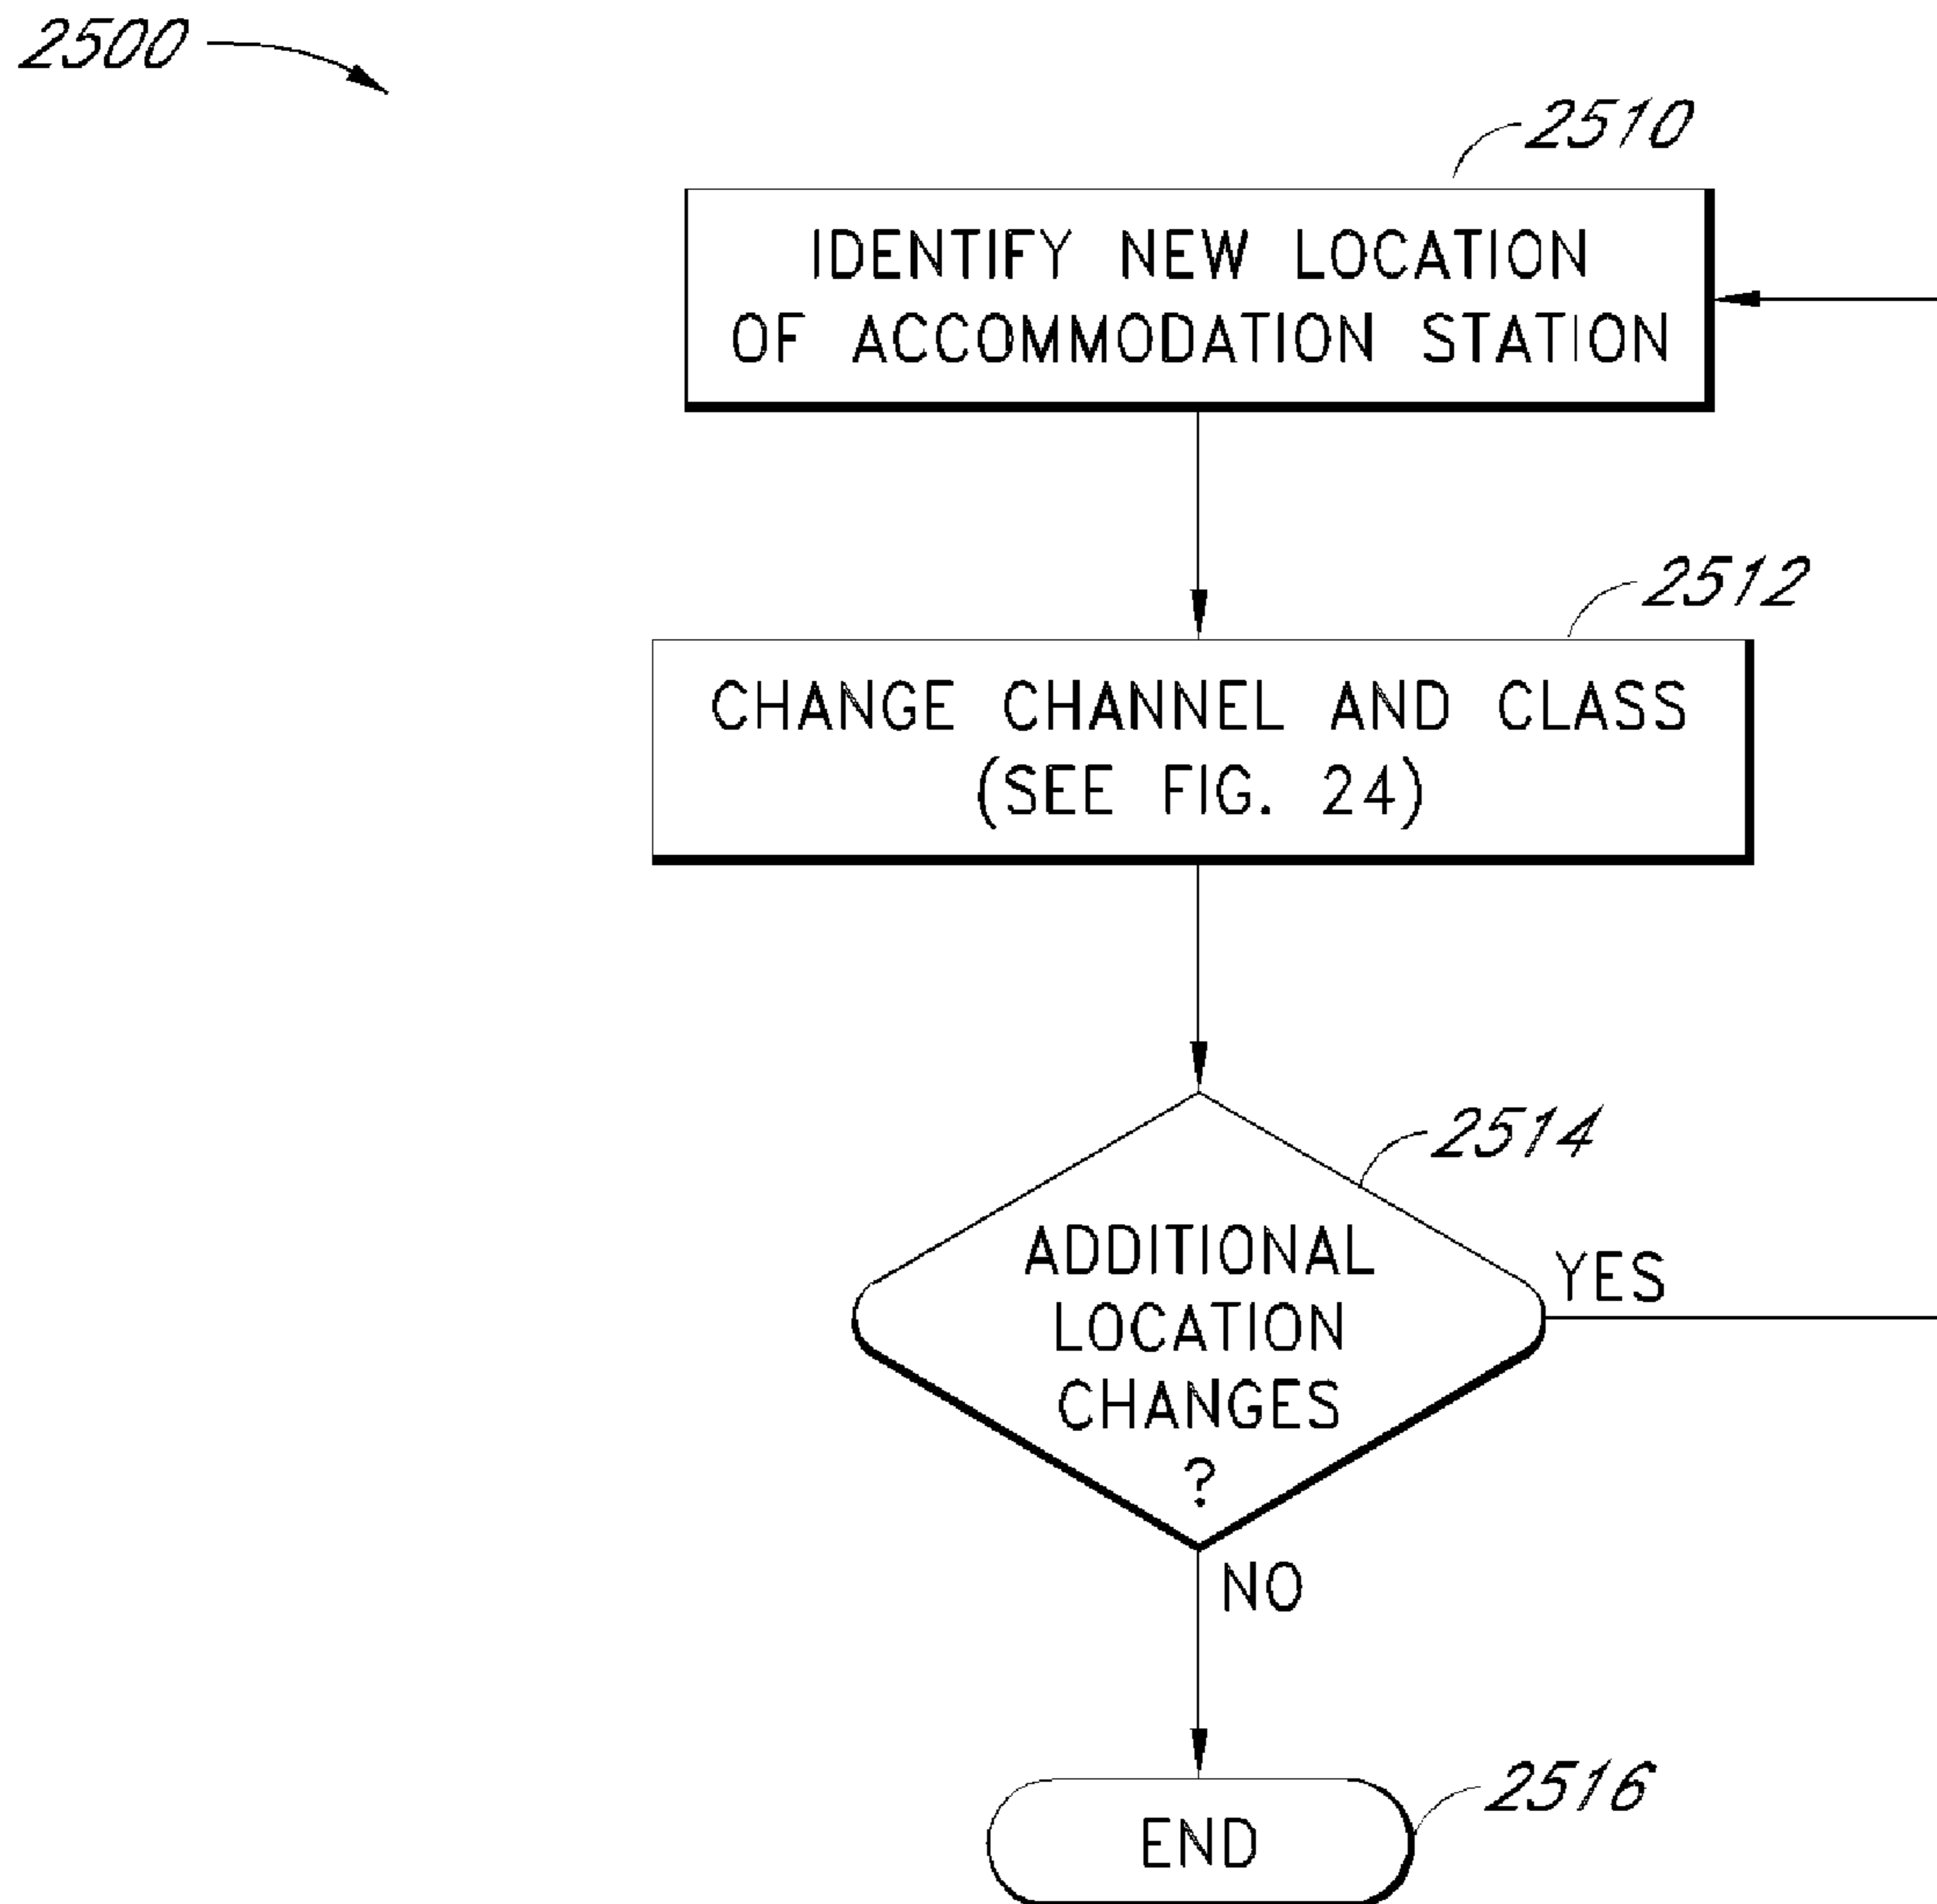 2500
2510
IDENTIFY NEW LOCATION
OF ACCOMMODATION STATION
2512
CHANGE CHANNEL AND CLASS
(SEE FIG. 24)
2514
ADDITIONAL
LOCATION
CHANGES
?
YES
NO
2516
END